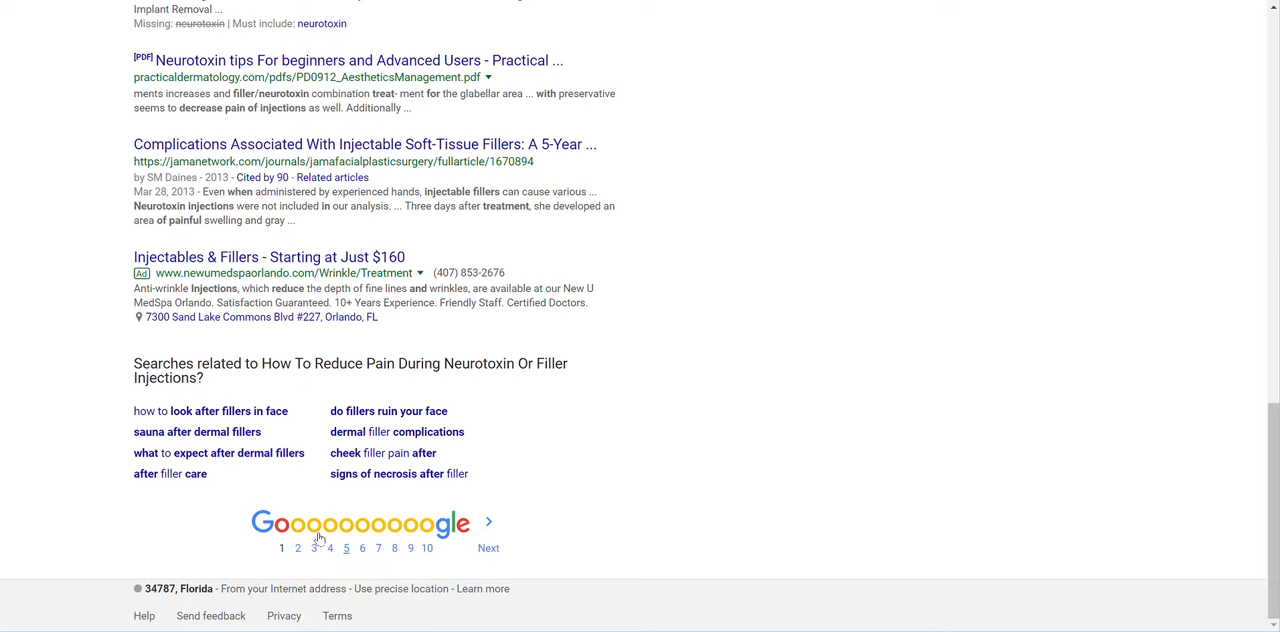 Implant Removal ...
Missing: neurotoxin | Must include: neurotoxin
[PDF] Neurotoxin tips For beginners and Advanced Users - Practical ...
practicaldermatology.com/pdfs/PD0912_AestheticsManagement.pdf
ments increases and filler/neurotoxin combination treat- ment for the glabellar area ... with preservative
seems to decrease pain of injections as well. Additionally ...
Complications Associated With Injectable Soft-Tissue Fillers: A 5-Year ...
https://jamanetwork.com/journals/jamafacialplasticsurgery/fullarticle/1670894
by SM Daines - 2013 - Cited by 90 - Related articles
Mar 28, 2013 - Even when administered by experienced hands, injectable fillers can cause various ...
Neurotoxin injections were not included in our analysis. ... Three days after treatment, she developed an
area of painful swelling and gray ...
Injectables & Fillers - Starting at Just $160
Ad www.newumedspaorlando.com/Wrinkle/Treatment (407) 853-2676
Anti-wrinkle Injections, which reduce the depth of fine lines and wrinkles, are available at our New U
MedSpa Orlando. Satisfaction Guaranteed. 10+ Years Experience. Friendly Staff. Certified Doctors.
7300 Sand Lake Commons Blvd #227, Orlando, FL
Searches related to How To Reduce Pain During Neurotoxin Or Filler
Injections?
how to look after fillers in face do fillers ruin your face
sauna after dermal fillers dermal filler complications
what to expect after dermal fillers cheek filler pain after
after filler care signs of necrosis after filler
Goooooooooogle >
1 2 3 4 5 6 7 8 9 10 Next
34787, Florida - From your Internet address - Use precise location - Learn more
Help Send feedback Privacy Terms